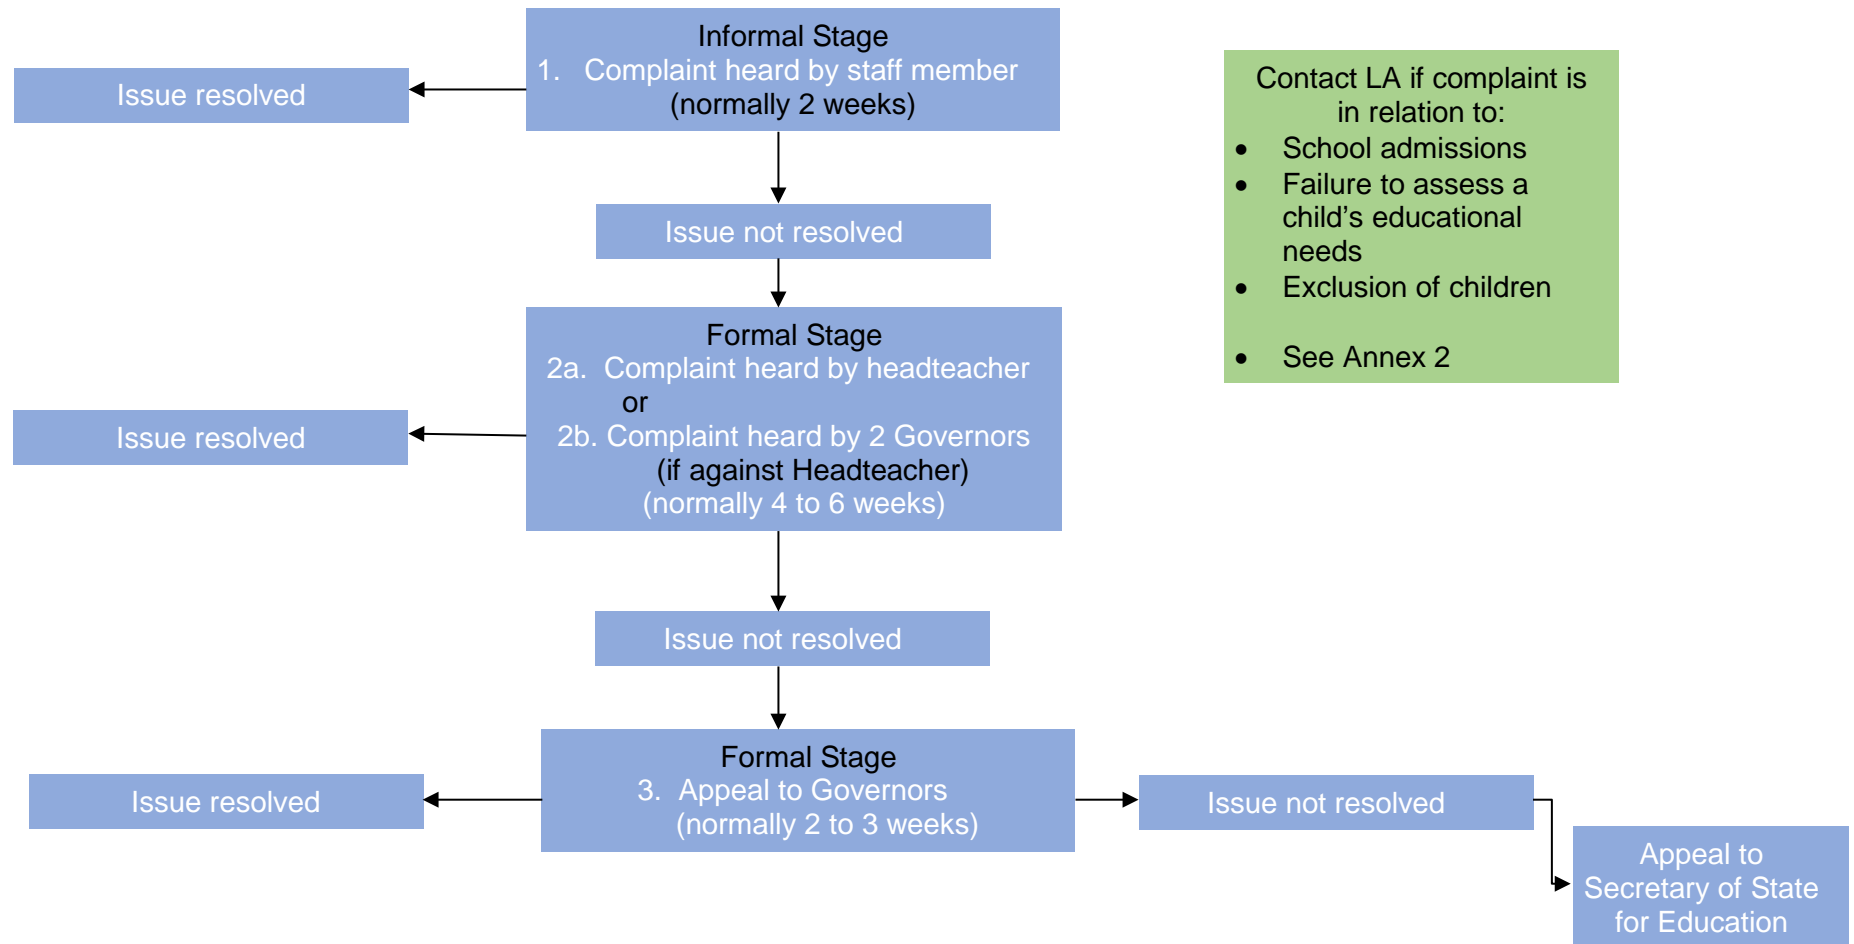 Informal Stage
1. Complaint heard by staff member
(normally 2 weeks)
Issue resolved
Contact LA if complaint is
in relation to:
• School admissions
• Failure to assess a
child’s educational
needs
• Exclusion of children
• See Annex 2
Issue not resolved
Formal Stage
2a. Complaint heard by headteacher
or
2b. Complaint heard by 2 Governors
(if against Headteacher)
(normally 4 to 6 weeks)
Issue resolved
Issue not resolved
Formal Stage
3. Appeal to Governors
(normally 2 to 3 weeks)
Issue resolved
Issue not resolved
Appeal to
Secretary of State
for Education